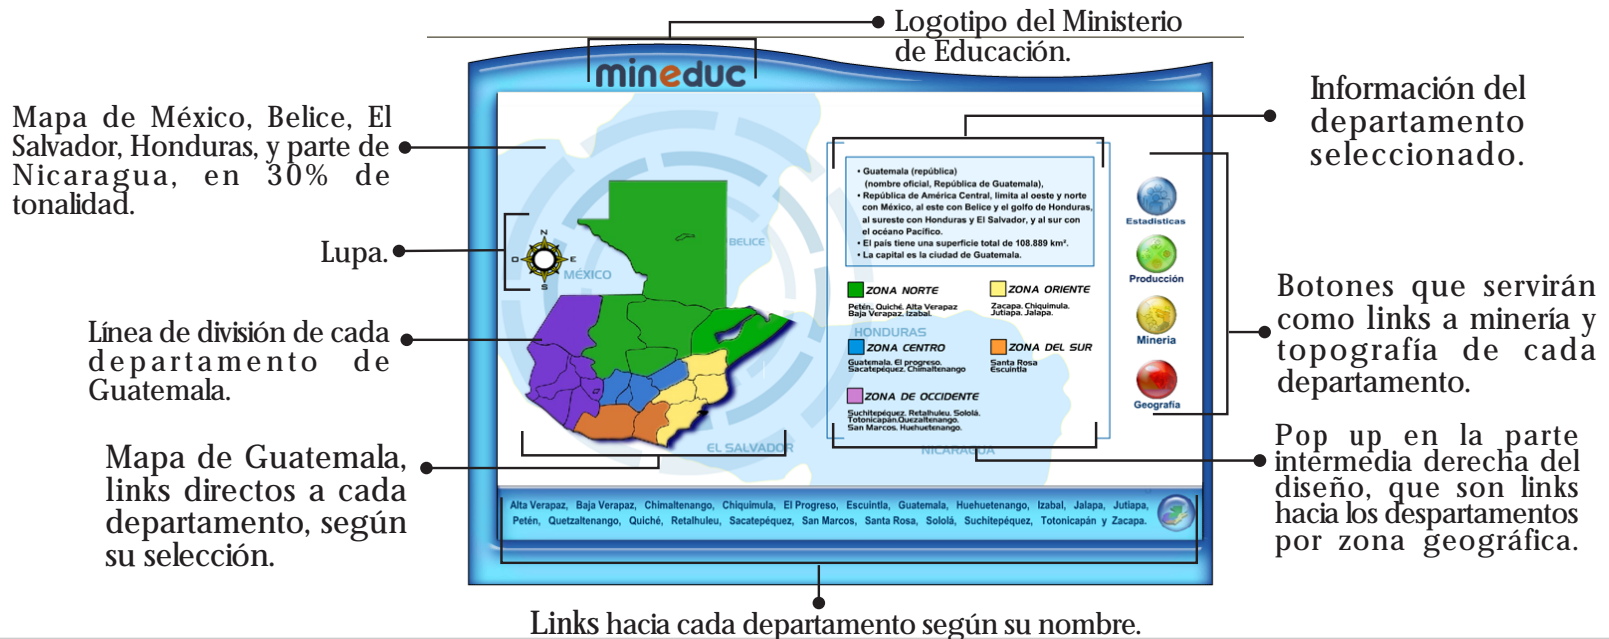 Logotipo del Ministerio
de Educación.
mineduc
Mapa de México, Belice, El
Salvador, Honduras, y parte de
Nicaragua, en 30% de
tonalidad.
Lupa.
Línea de división de cada
departamento de
Guatemala.
Mapa de Guatemala,
links directos a cada
departamento, según
su selección.
N
O
E
S
MÉXICO
BELICE
HONDURAS
EL SALVADOR
NICARAGUA
• Guatemala (república)
(nombre oficial, República de Guatemala),
• República de América Central, limita al oeste y norte
con México, al este con Belice y el golfo de Honduras,
al sureste con Honduras y El Salvador, y al sur con
el océano Pacífico.
• El país tiene una superficie total de 108.889 km².
• La capital es la ciudad de Guatemala.
ZONA NORTE
Petén, Quiché, Alta Verapaz
Baja Verapaz, Izabal.
ZONA ORIENTE
Zacapa, Chiquimula.
Jutiapa, Jalapa.
ZONA CENTRO
Guatemala, El progreso.
Sacatepéquez, Chimaltenango
ZONA DEL SUR
Santa Rosa
Escuintla
ZONA DE OCCIDENTE
Suchitepéquez, Retalhuleu, Sololá.
Totonicapán,Quezaltenango.
San Marcos, Huehuetenango.
Estadísticas
Producción
Minería
Geografía
Información del
departamento
seleccionado.
Botones que servirán
como links a minería y
topografía de cada
departamento.
Pop up en la parte
intermedia derecha del
diseño, que son links
hacia los despartamentos
por zona geográfica.
Alta Verapaz, Baja Verapaz, Chimaltenango, Chiquimula, El Progreso, Escuintla, Guatemala, Huehuetenango, Izabal, Jalapa, Jutiapa,
Petén, Quetzaltenango, Quiché, Retalhuleu, Sacatepéquez, San Marcos, Santa Rosa, Sololá, Suchitepéquez, Totonicapán y Zacapa.
Links hacia cada departamento según su nombre.